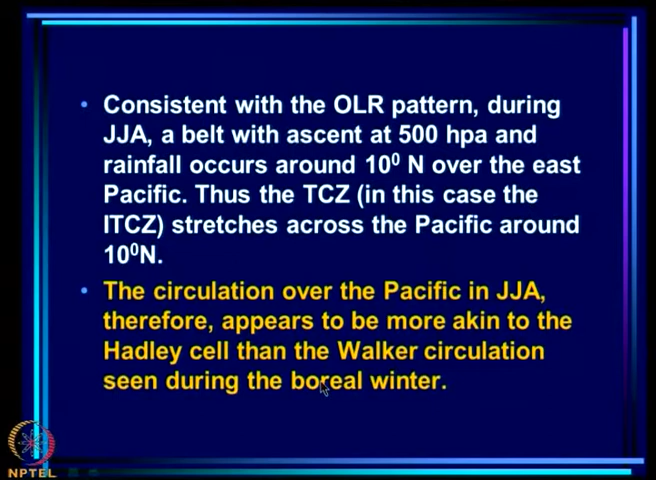 • Consistent with the OLR pattern, during
JJA, a belt with ascent at 500 hpa and
rainfall occurs around 10⁰ N over the east
Pacific. Thus the TCZ (in this case the
ITCZ) stretches across the Pacific around
10⁰N.
• The circulation over the Pacific in JJA,
therefore, appears to be more akin to the
Hadley cell than the Walker circulation
seen during the boreal winter.
NPTEL